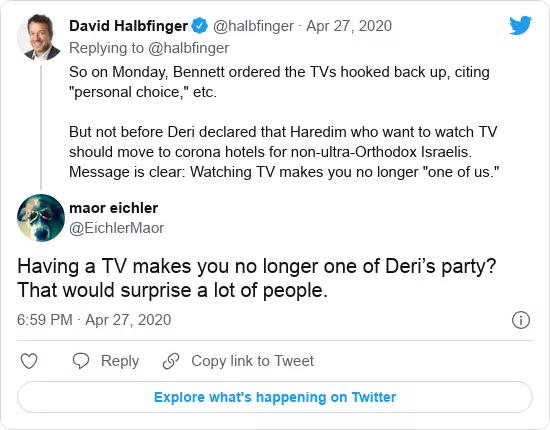 David Halbfinger @halbfinger · Apr 27, 2020
Replying to @halbfinger
So on Monday, Bennett ordered the TVs hooked back up, citing
"personal choice," etc.
But not before Deri declared that Haredim who want to watch TV
should move to corona hotels for non-ultra-Orthodox Israelis.
Message is clear: Watching TV makes you no longer "one of us."
maor eichler
@EichlerMaor
Having a TV makes you no longer one of Deri’s party?
That would surprise a lot of people.
6:59 PM · Apr 27, 2020
Reply
Copy link to Tweet
Explore what's happening on Twitter